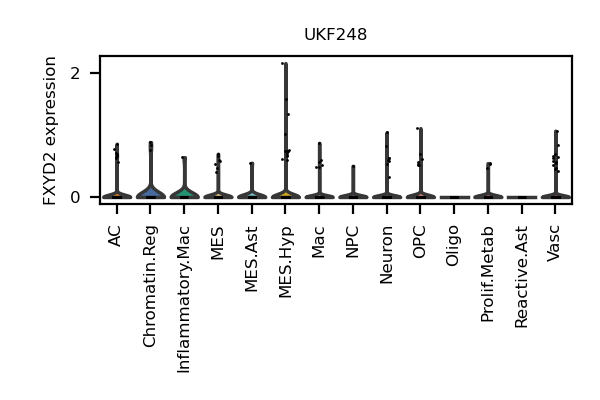 UKF248
FXYD2 expression
2
0
AC
Chromatin.Reg
Inflammatory.Mac
MES
MES.Ast
MES.Hyp
Mac
NPC
Neuron
OPC
Oligo
Prolif.Metab
Reactive.Ast
Vasc